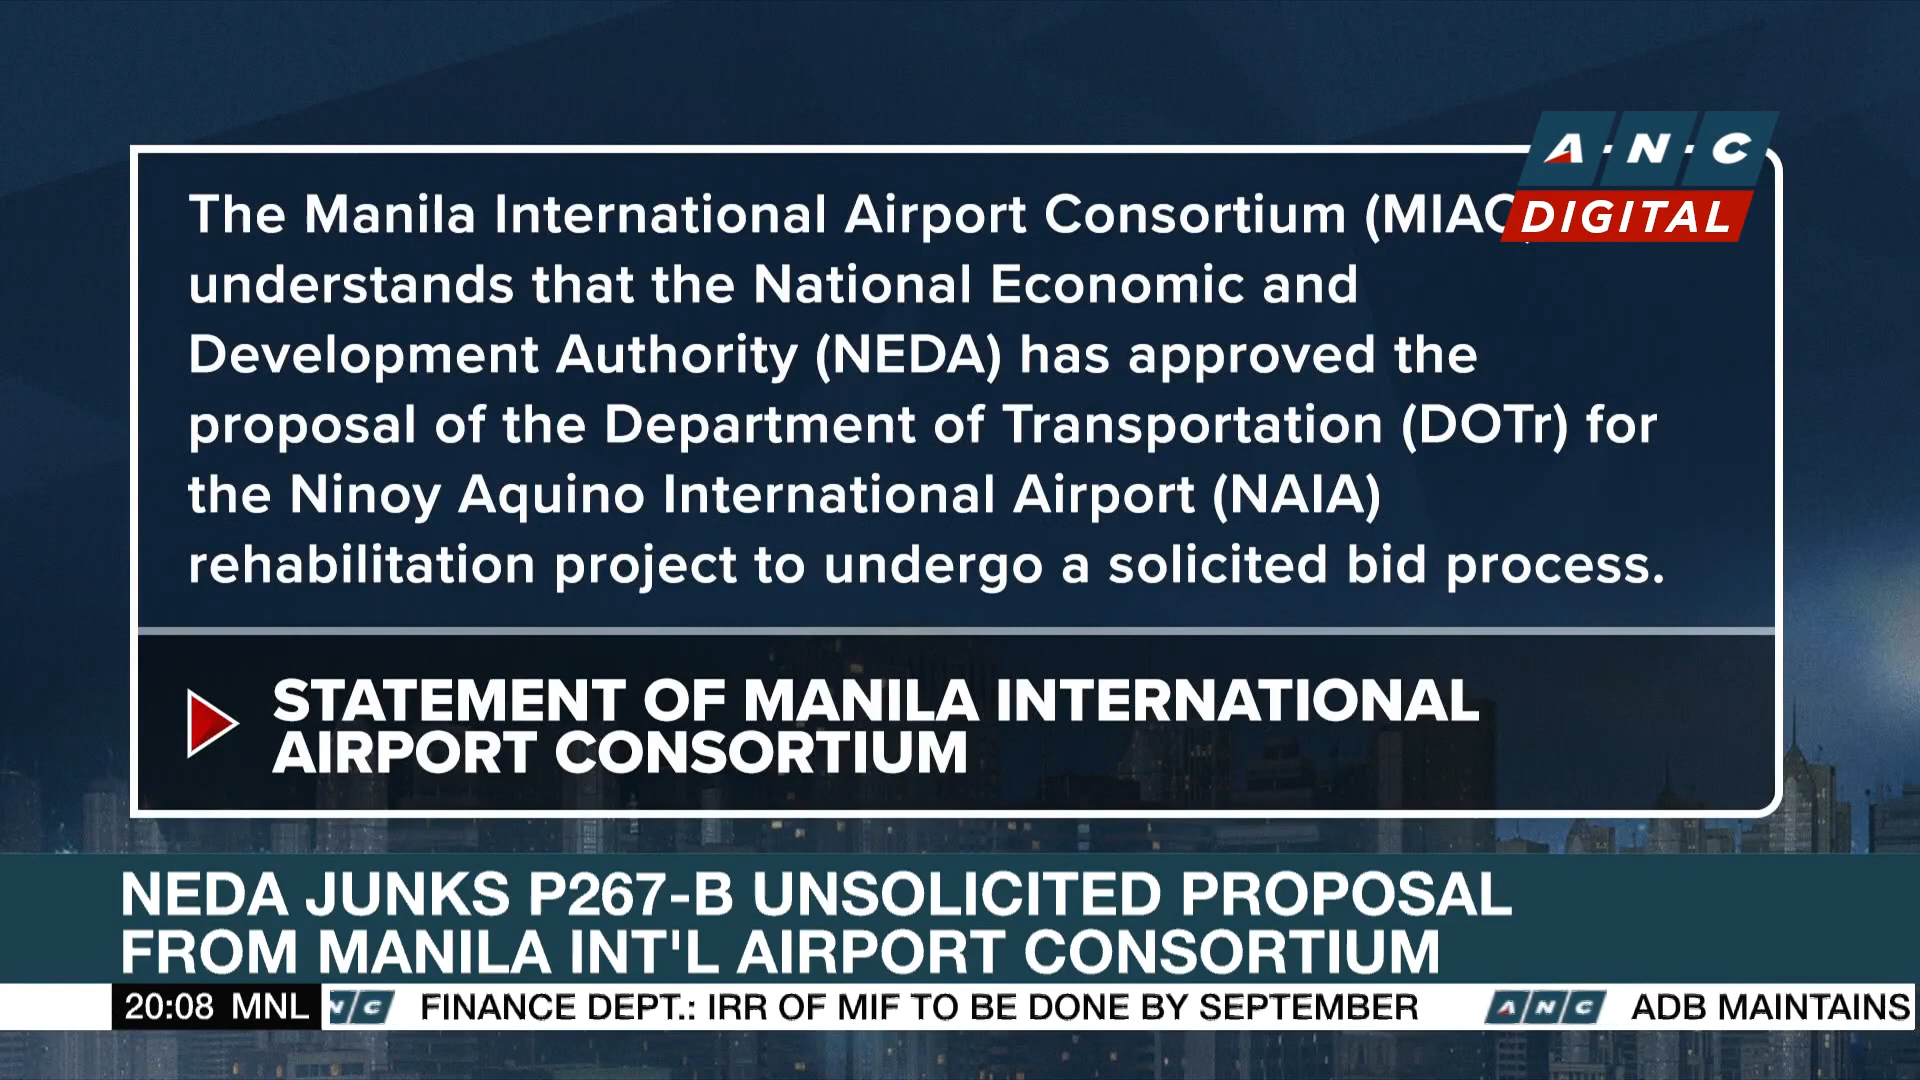 A·N·C
DIGITAL
The Manila International Airport Consortium
understands that the National Economic and
Development Authority (NEDA) has approved the
proposal of the Department of Transportation (DOTr) for
the Ninoy Aquino International Airport (NAIA)
rehabilitation project to undergo a solicited bid process.
STATEMENT OF MANILA INTERNATIONAL
AIRPORT CONSORTIUM
NEDA JUNKS P267-B UNSOLICITED PROPOSAL
FROM MANILA INT'L AIRPORT CONSORTIUM
20:08 MNL FINANCE DEPT.: IRR OF MIF TO BE DONE BY SEPTEMBER ANC ADB MAINTAINS